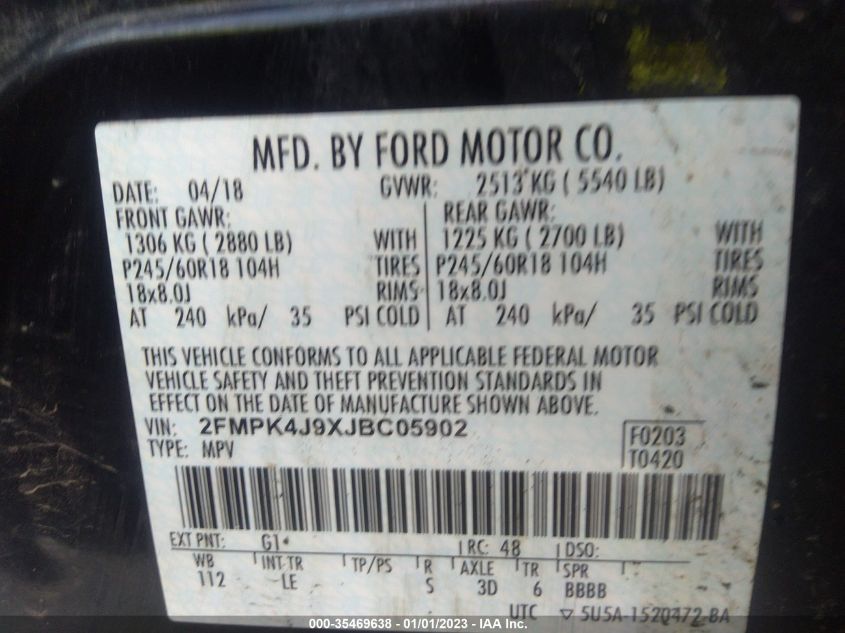 MFD. BY FORD MOTOR CO.
DATE: 04/18 GVWR: 2513 KG ( 5540 LB)
FRONT GAWR: REAR GAWR:
1306 KG ( 2880 LB) WITH 1225 KG ( 2700 LB) WITH
P245/60R18 104H TIRES P245/60R18 104H TIRES
18x8.0J RIMS 18x8.0J RIMS
AT 240 kPa/ 35 PSI COLD AT 240 kPa/ 35 PSI COLD
THIS VEHICLE CONFORMS TO ALL APPLICABLE FEDERAL MOTOR
VEHICLE SAFETY AND THEFT PREVENTION STANDARDS IN
EFFECT ON THE DATE OF MANUFACTURE SHOWN ABOVE.
VIN: 2FMPK4J9XJBC05902 F0203
TYPE: MPV T0420
EXT PNT: G1 RC: 48 DSO:
WB INT TR TP/PS R AXLE TR SPR
112 LE S 3D 6 BBBB
UTC ▽ 5U5A-1520472-BA
000-35469638 - 01/01/2023 - IAA Inc.